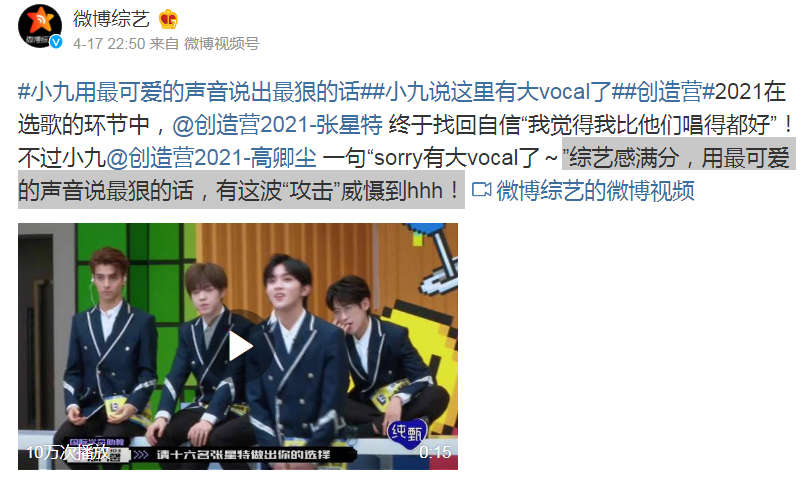 微博综艺
4-17 22:50 来自 微博视频号
#小九用最可爱的声音说出最狠的话##小九说这里有大vocal了##创造营#2021在
选歌的环节中，@创造营2021-张星特 终于找回自信“我觉得我比他们唱得都好”！
不过小九@创造营2021-高卿尘 一句“sorry有大vocal了～”综艺感满分，用最可爱
的声音说最狠的话，有这波“攻击”威慑到hhh！ 微博综艺的微博视频
纯甄
10万次播放
请十六名张星特做出你的选择
0:15